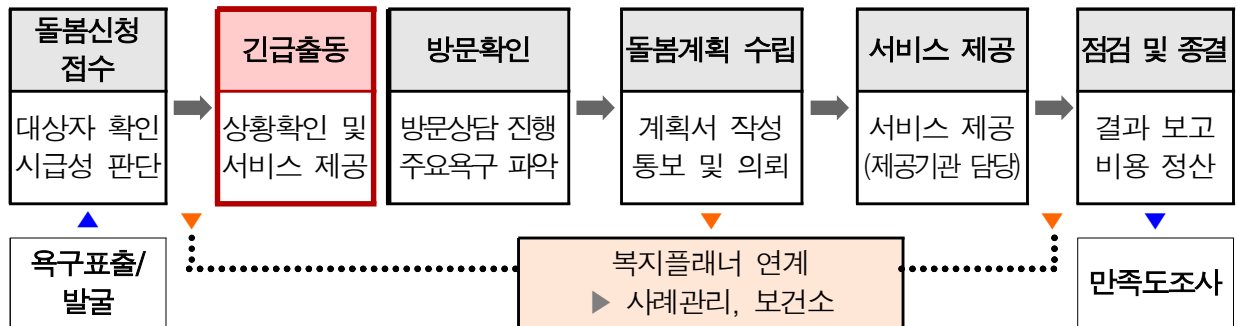 돌봄신청
접수
대상자 확인
시급성 판단
긴급출동
상황확인 및
서비스 제공
방문확인
방문상담 진행
주요욕구 파악
돌봄계획 수립
계획서 작성
통보 및 의뢰
서비스 제공
서비스 제공
(제공기관 담당)
점검 및 종결
결과 보고
비용 정산
욕구표출/
발굴
복지플래너 연계
▶ 사례관리, 보건소
만족도조사